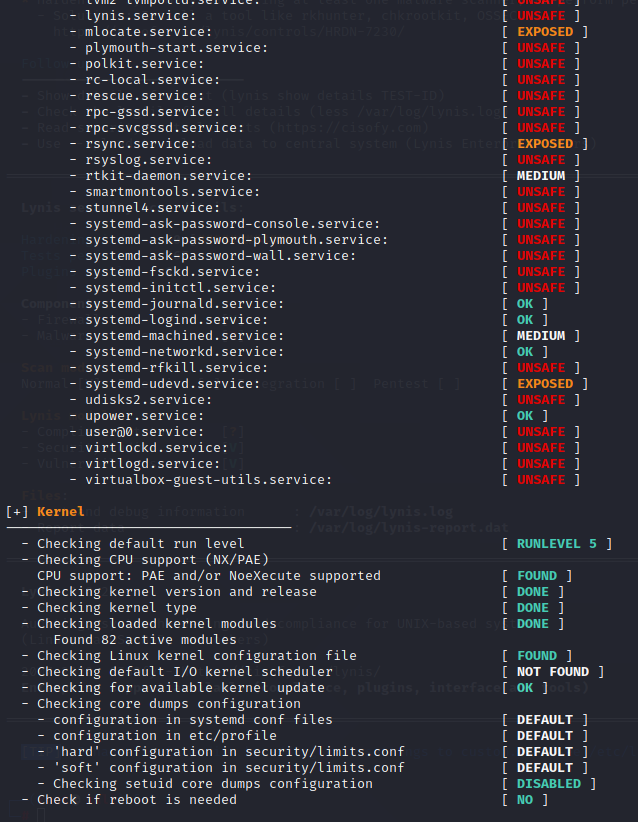 - lynis.service: [ UNSAFE ]
- mlocate.service: [ EXPOSED ]
- plymouth-start.service: [ UNSAFE ]
- polkit.service: [ UNSAFE ]
- rc-local.service: [ UNSAFE ]
- rescue.service: [ UNSAFE ]
- rpc-gssd.service: [ UNSAFE ]
- rpc-svcgssd.service: [ UNSAFE ]
- rsync.service: [ EXPOSED ]
- rsyslog.service: [ UNSAFE ]
- rtkit-daemon.service: [ MEDIUM ]
- smartmontools.service: [ UNSAFE ]
- stunnel4.service: [ UNSAFE ]
- systemd-ask-password-console.service: [ UNSAFE ]
- systemd-ask-password-plymouth.service: [ UNSAFE ]
- systemd-ask-password-wall.service: [ UNSAFE ]
- systemd-fsckd.service: [ UNSAFE ]
- systemd-initctl.service: [ UNSAFE ]
- systemd-journald.service: [ OK ]
- systemd-logind.service: [ OK ]
- systemd-machined.service: [ MEDIUM ]
- systemd-networkd.service: [ OK ]
- systemd-rfkill.service: [ UNSAFE ]
- systemd-udevd.service: [ EXPOSED ]
- udisks2.service: [ UNSAFE ]
- upower.service: [ OK ]
- user@0.service: [ UNSAFE ]
- virtlockd.service: [ UNSAFE ]
- virtlogd.service: [ UNSAFE ]
- virtualbox-guest-utils.service: [ UNSAFE ]
[+] Kernel
- Checking default run level [ RUNLEVEL 5 ]
- Checking CPU support (NX/PAE)
CPU support: PAE and/or NoeXecute supported [ FOUND ]
- Checking kernel version and release [ DONE ]
- Checking kernel type [ DONE ]
- Checking loaded kernel modules [ DONE ]
Found 82 active modules
- Checking Linux kernel configuration file [ FOUND ]
- Checking default I/O kernel scheduler [ NOT FOUND ]
- Checking for available kernel update [ OK ]
- Checking core dumps configuration
- configuration in systemd conf files [ DEFAULT ]
- configuration in etc/profile [ DEFAULT ]
- 'hard' configuration in security/limits.conf [ DEFAULT ]
- 'soft' configuration in security/limits.conf [ DEFAULT ]
- Checking setuid core dumps configuration [ DISABLED ]
- Check if reboot is needed [ NO ]